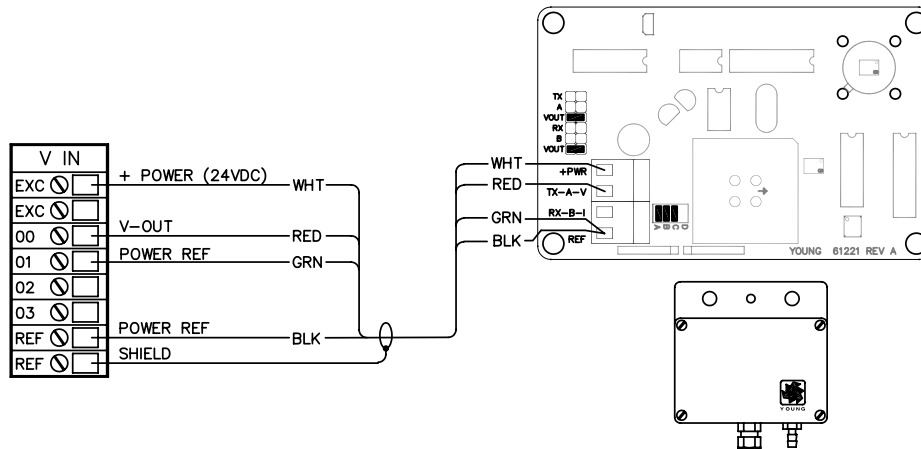 V IN
EXC
EXC
00
01
02
03
REF
REF
+ POWER (24VDC)
WHT
V-OUT
RED
POWER REF
GRN
POWER REF
BLK
SHIELD
WHT
RED
GRN
BLK
TX
A
VOUT
RX
B
VOUT
+PWR
TX-A-V
RX-B-I
REF
A
B
C
D
YOUNG 61221 REV A
YOUNG